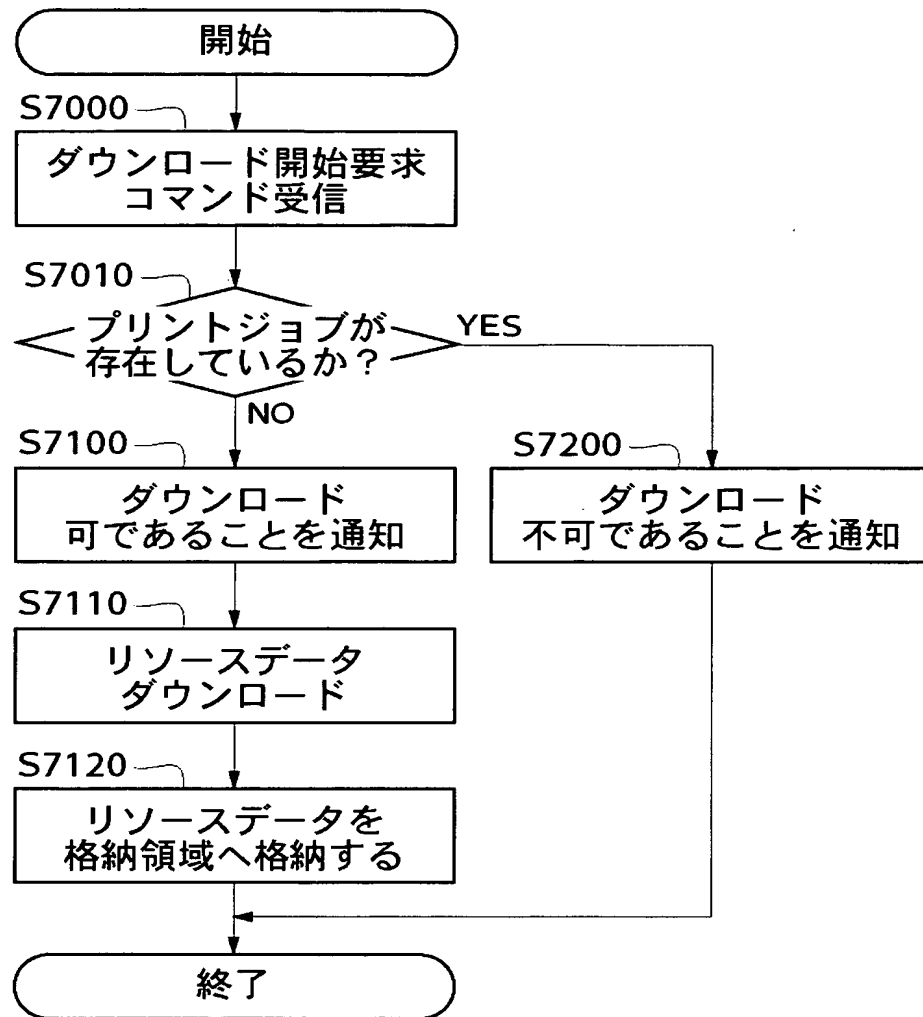 開始
S7000
ダウンロード開始要求
コマンド受信
S7010
プリントジョブが
存在しているか？
YES
NO
S7100
ダウンロード
可であることを通知
S7200
ダウンロード
不可であることを通知
S7110
リソースデータ
ダウンロード
S7120
リソースデータを
格納領域へ格納する
終了